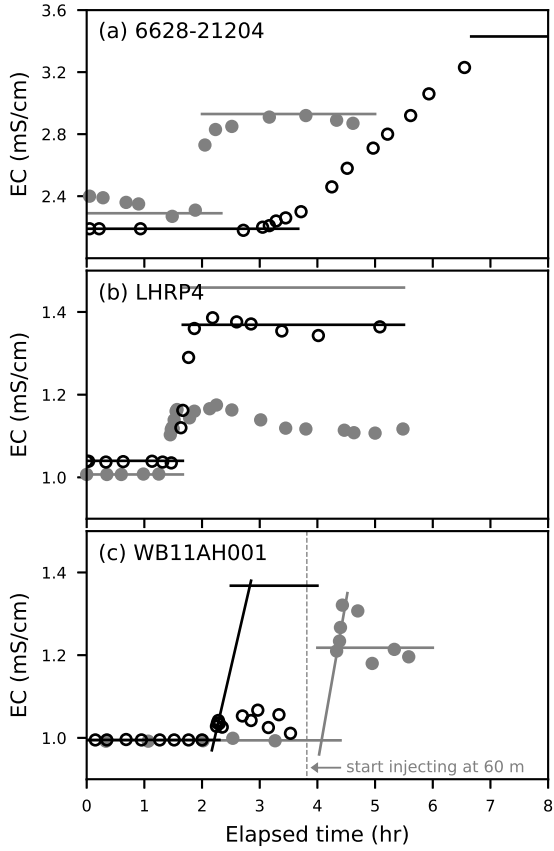 3.6
(a) 6628-21204
3.2
EC (mS/cm)
2.8
2.4
(b) LHRP4
1.4
EC (mS/cm)
1.2
1.0
(c) WB11AH001
1.4
EC (mS/cm)
1.2
1.0
start injecting at 60 m
0 1 2 3 4 5 6 7 8
Elapsed time (hr)